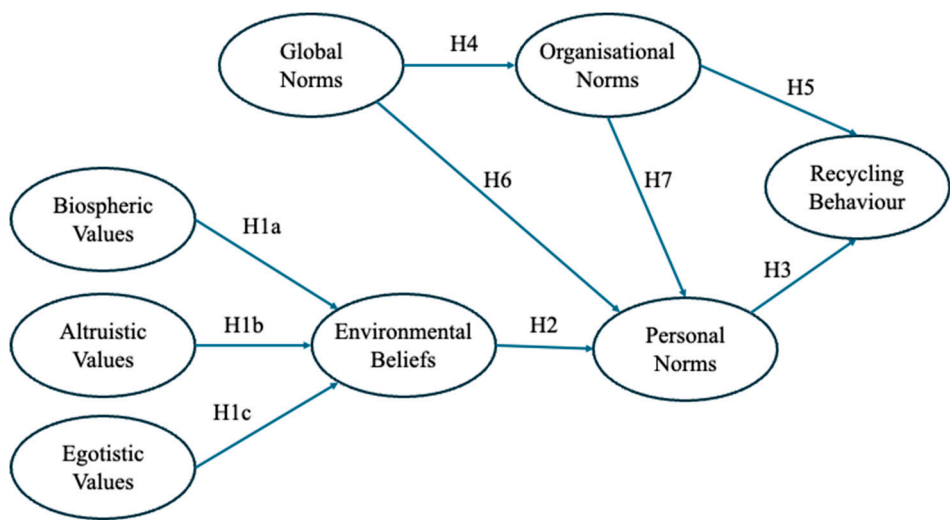 Global
Norms
H4
Organisational
Norms
H5
Recycling
Behaviour
H6
H7
Biospheric
Values
H1a
H3
Altruistic
Values
H1b
Environmental
Beliefs
H2
Personal
Norms
H1c
Egotistic
Values